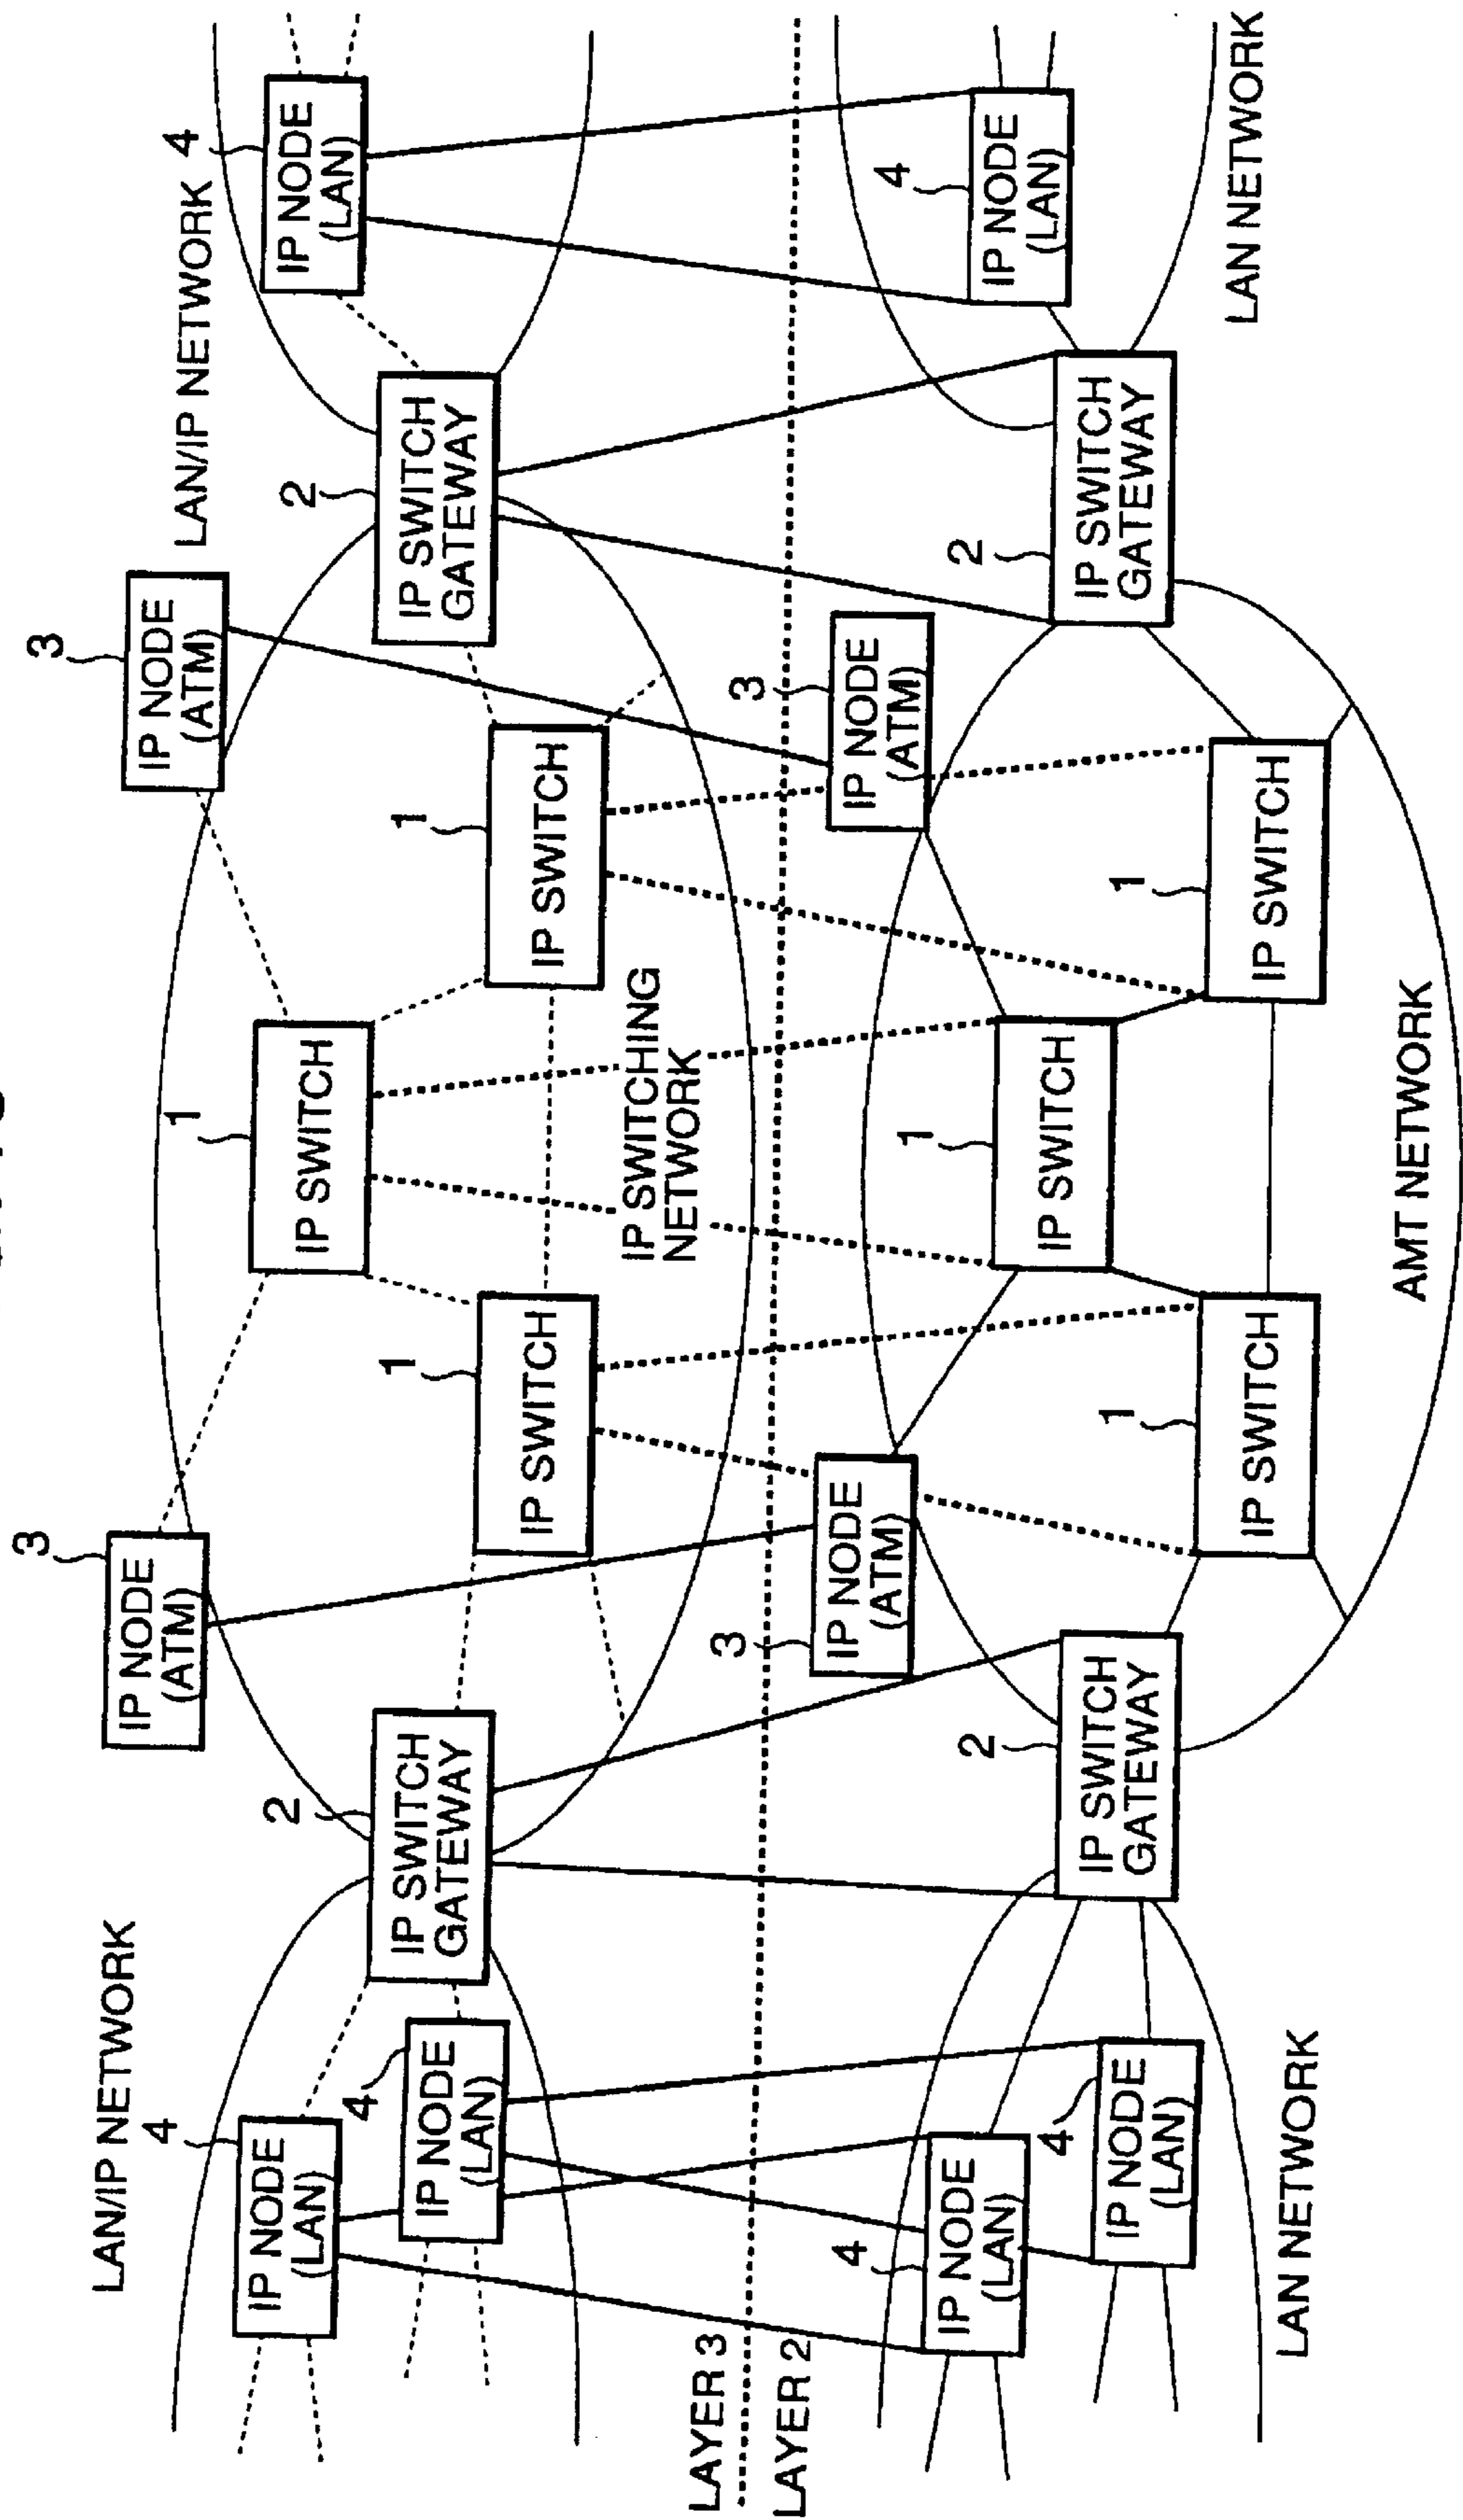 3
3
LAN/IP NETWORK
IP NODE
(ATM)
IP NODE
(ATM)
LAN/IP NETWORK
4
1
4
IP NODE
(LAN)
IP SWITCH
IP NODE
(LAN)
2
2
4
IP NODE
(LAN)
IP SWITCH
GATEWAY
1
1
IP SWITCH
GATEWAY
IP SWITCH
IP SWITCH
IP SWITCHING
NETWORK
LAYER 3
LAYER 2
3
3
IP NODE
(ATM)
IP NODE
(ATM)
4
1
4
IP NODE
(LAN)
IP SWITCH
IP NODE
(LAN)
2
2
4
IP NODE
(LAN)
IP SWITCH
GATEWAY
1
1
IP SWITCH
GATEWAY
IP SWITCH
IP SWITCH
LAN NETWORK
AMT NETWORK
LAN NETWORK